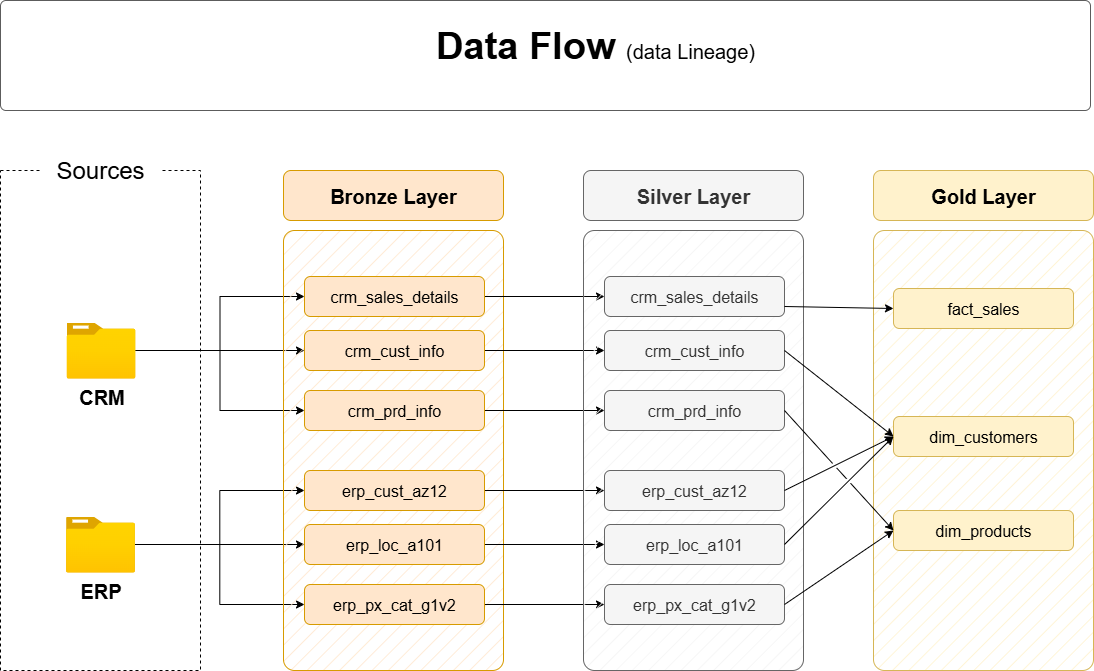 Data Flow (data Lineage)
Sources
Bronze Layer
Silver Layer
Gold Layer
CRM
ERP
crm_sales_details
crm_cust_info
crm_prd_info
erp_cust_az12
erp_loc_a101
erp_px_cat_g1v2
crm_sales_details
crm_cust_info
crm_prd_info
erp_cust_az12
erp_loc_a101
erp_px_cat_g1v2
fact_sales
dim_customers
dim_products